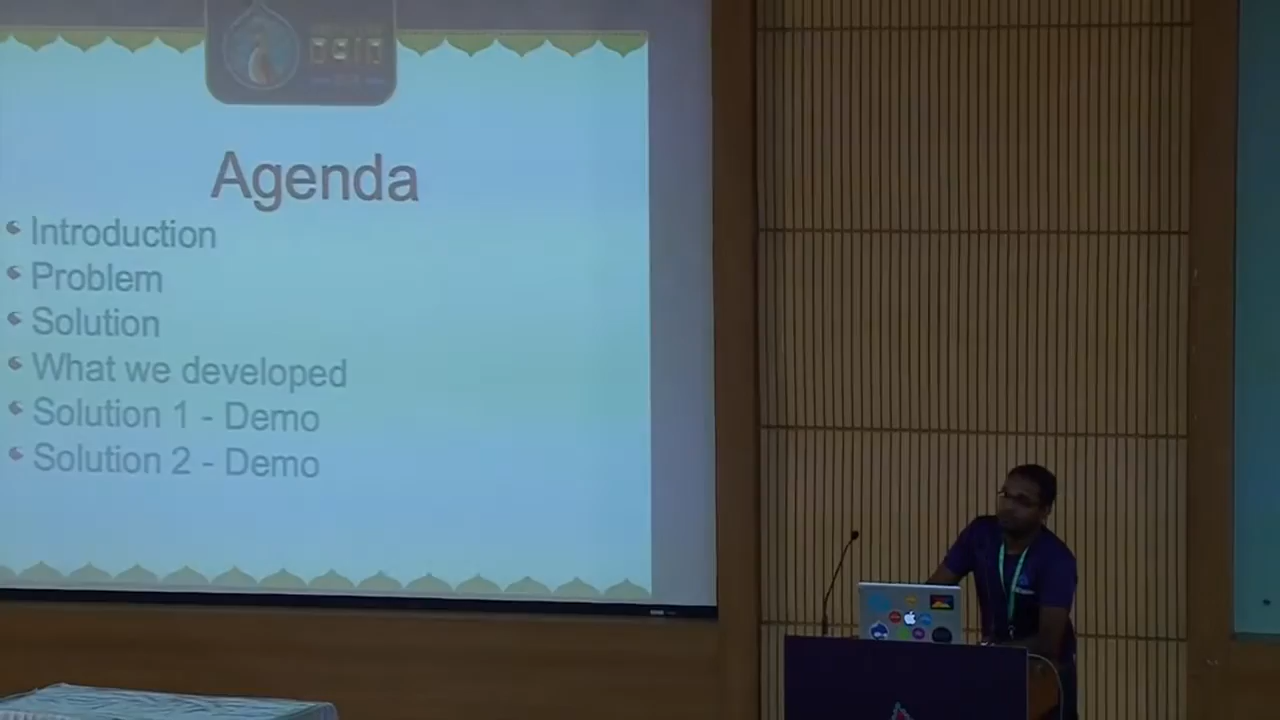 Agenda
Introduction
Problem
Solution
What we developed
Solution 1 - Demo
Solution 2 - Demo